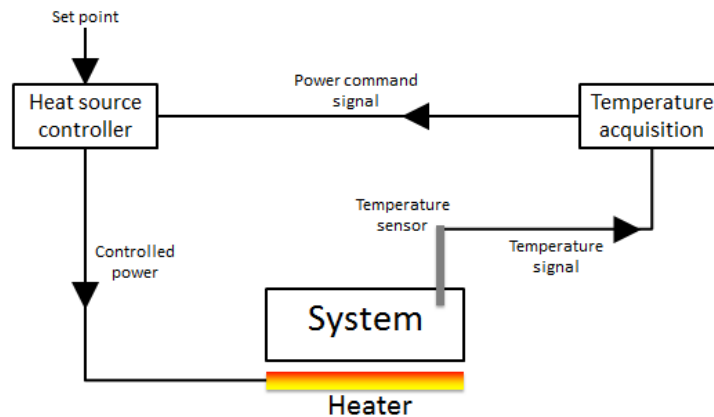 Set point
Heat source
controller
Power command
signal
Temperature
acquisition
Temperature
sensor
Temperature
signal
Controlled
power
System
Heater